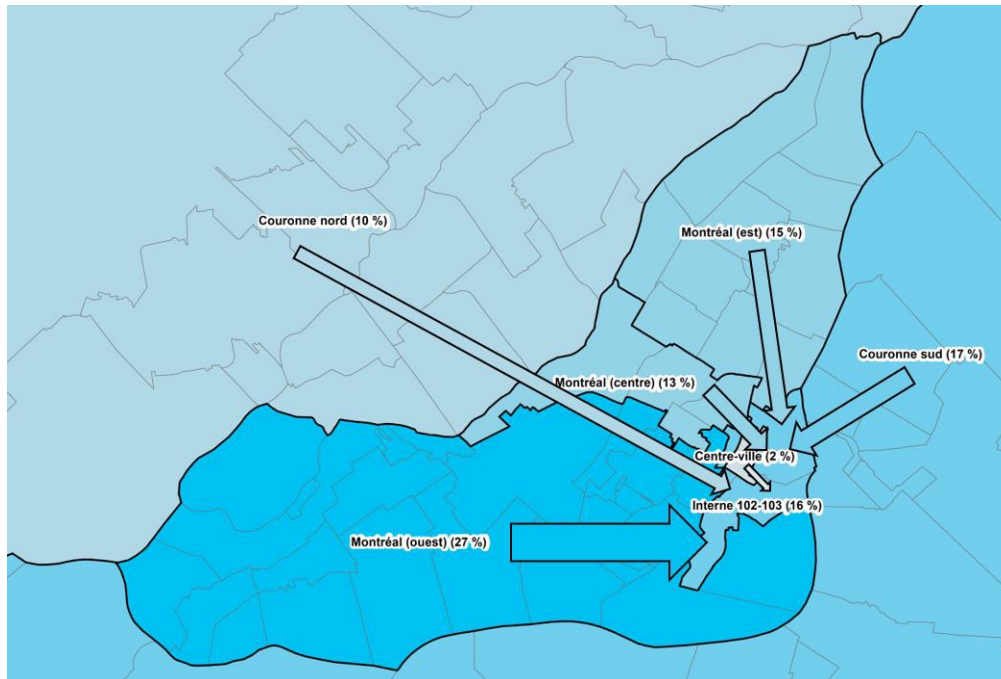 Couronne nord (10 %)
Montréal (est) (15 %)
Couronne sud (17 %)
Montréal (centre) (13 %)
Centre-ville (2 %)
Interne 102-103 (16 %)
Montréal (ouest) (27 %)